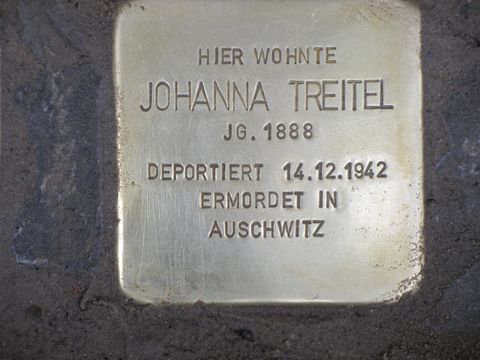 HIER WOHNTE
JOHANNA TREITEL
JG. 1888
DEPORTIERT 14.12.1942
ERMORDET IN
AUSCHWITZ